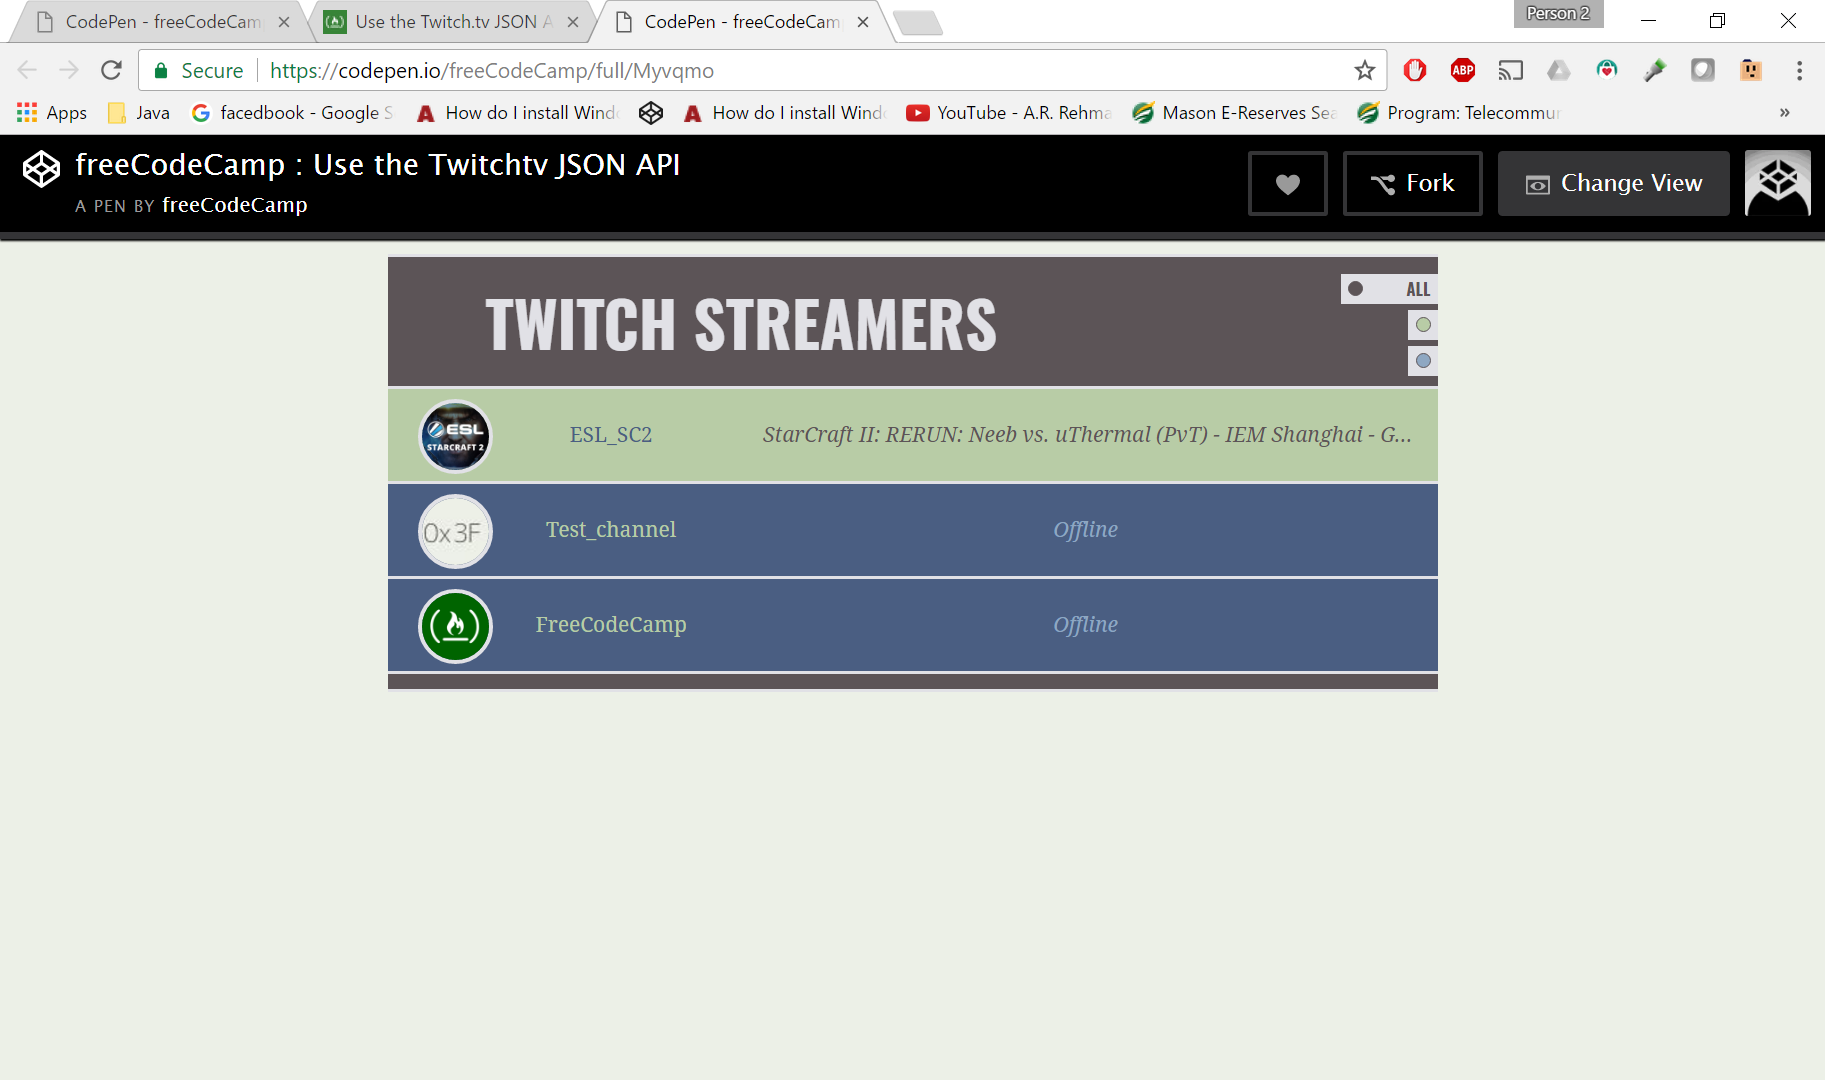 Person 2
CodePen - freeCodeCam
Use the Twitch.tv JSON A
CodePen - freeCodeCam
Secure
https://codepen.io/freeCodeCamp/full/Myvqmo
ABP
Apps
Java
facedbook - Google S
How do I install Wind
How do I install Wind
YouTube - A.R. Rehma
Mason E-Reserves Sea
Program: Telecommur
»
freeCodeCamp : Use the Twitchtv JSON API
A PEN BY freeCodeCamp
Fork
Change View
TWITCH STREAMERS
ALL
ESL
STARCRAFT 2
ESL_SC2
StarCraft II: RERUN: Neeb vs. uThermal (PvT) - IEM Shanghai - G...
0x3F
Test_channel
Offline
FreeCodeCamp
Offline